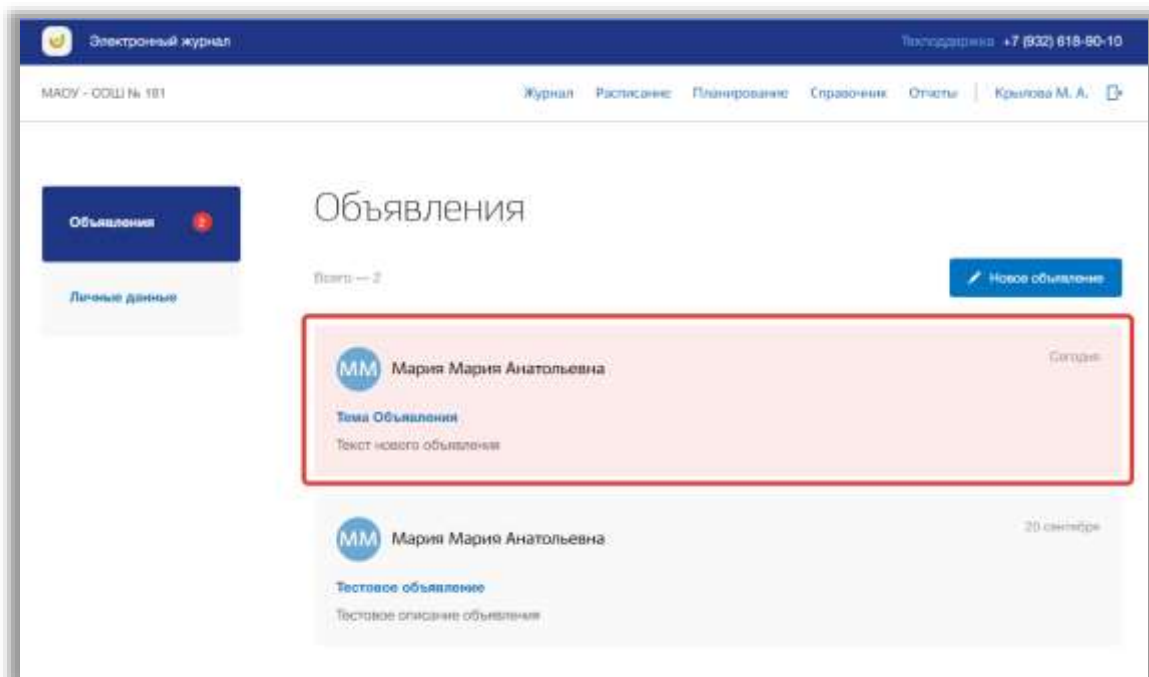 Электронный журнал
Техподдержка +7 (932) 618-90-10
МАОУ - СОШ № 181
Журнал Расписание Планирование Справочник Отчеты Крылова М. А.
Объявления 2
Личные данные
Объявления
Всего — 2
Новое объявление
ММ Мария Мария Анатольевна
Сегодня
Тема Объявления
Текст нового объявления
ММ Мария Мария Анатольевна
20 сентября
Тестовое объявление
Тестовое описание объявления